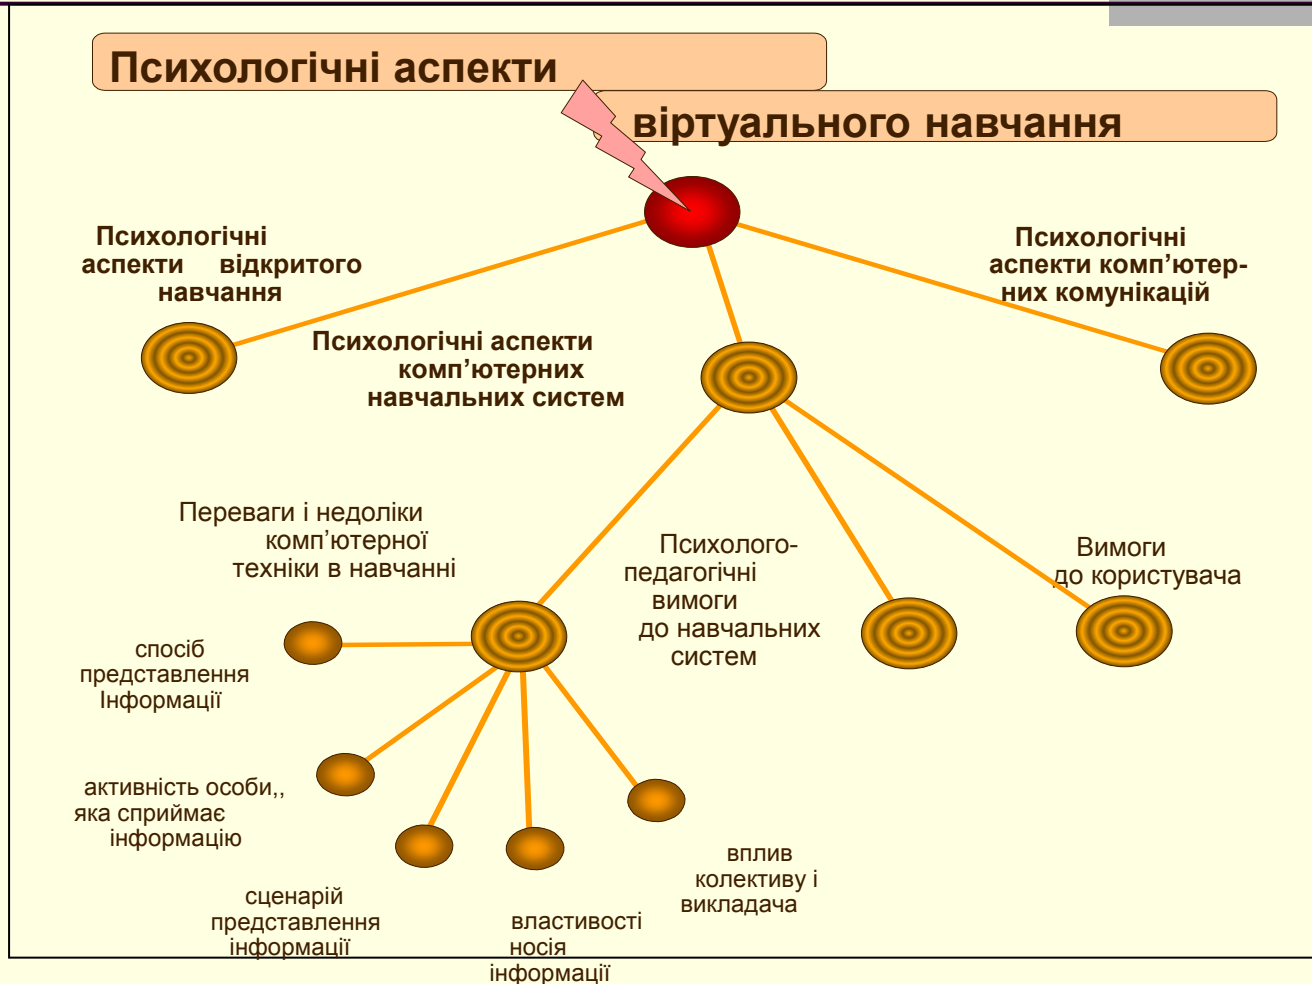 Психологічні аспекти
віртуального навчання
Психологічні
аспекти відкритого
навчання
Психологічні
аспекти комп’ютер-
них комунікацій
Психологічні аспекти
комп’ютерних
навчальних систем
Переваги і недоліки
комп’ютерної
техніки в навчанні
Психолого-
педагогічні
вимоги
до навчальних
систем
Вимоги
до користувача
спосіб
представлення
Інформації
активність особи,,
яка сприймає
інформацію
сценарій
представлення
інформації
властивості
носія
інформації
вплив
колективу і
викладача